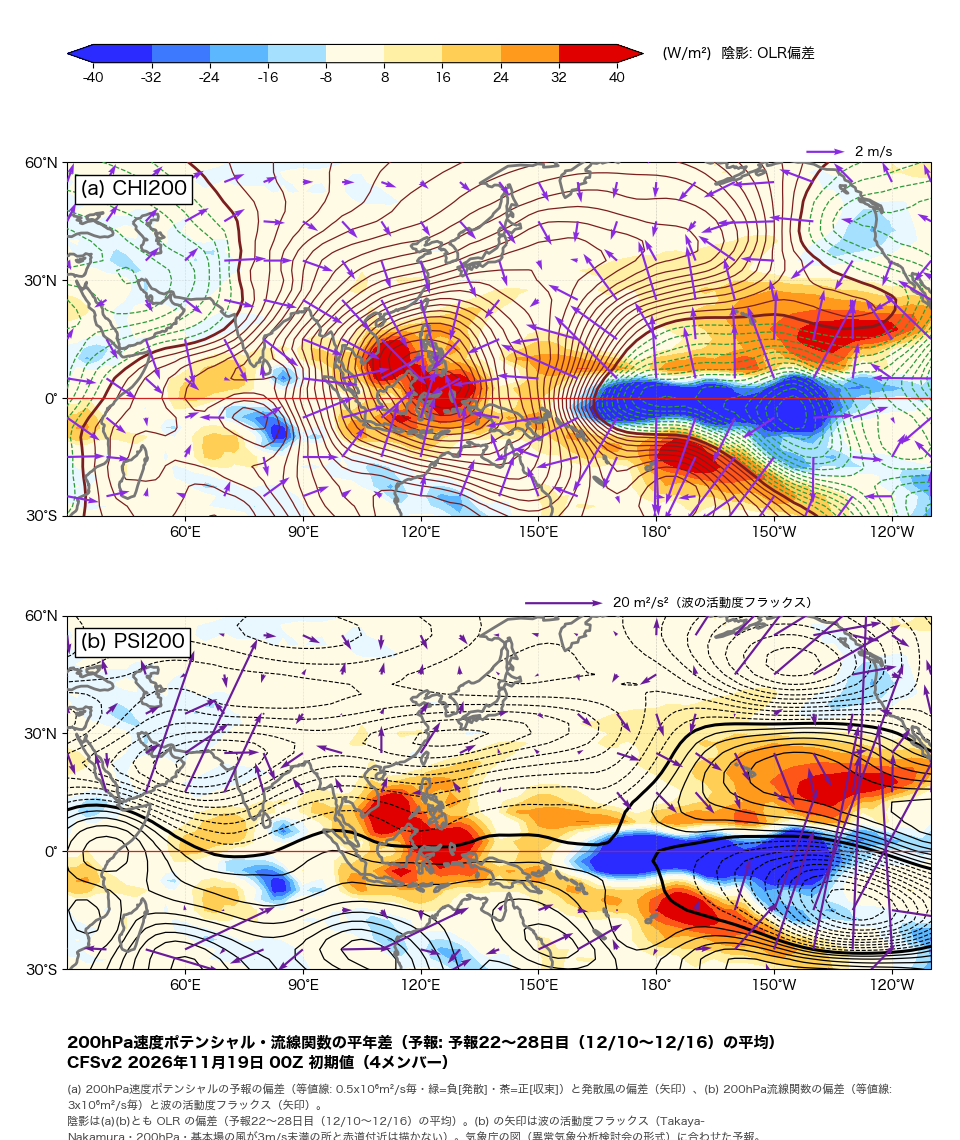 (W/m²) 陰影: OLR偏差
-40 -32 -24 -16 -8 8 16 24 32 40
2 m/s
(a) CHI200
60°N
30°N
0°
30°S
60°E 90°E 120°E 150°E 180° 150°W 120°W
20 m²/s²（波の活動度フラックス）
(b) PSI200
60°N
30°N
0°
30°S
60°E 90°E 120°E 150°E 180° 150°W 120°W
200hPa速度ポテンシャル・流線関数の平年差（予報: 予報22〜28日目（12/10〜12/16）の平均）
CFSv2 2026年11月19日 00Z 初期値（4メンバー）
(a) 200hPa速度ポテンシャルの予報の偏差（等値線: 0.5x10⁶m²/s毎・緑=負[発散]・茶=正[収束]）と発散風の偏差（矢印）、(b) 200hPa流線関数の偏差（等値線:
3x10⁶m²/s毎）と波の活動度フラックス（矢印）。
陰影は(a)(b)とも OLR の偏差（予報22〜28日目（12/10〜12/16）の平均）。(b) の矢印は波の活動度フラックス（Takaya-
Nakamura・200hPa・基本場の風が3m/s未満の所と赤道付近は描かない）。気象庁の図（異常気象分析検討会の形式）に合わせた予報。